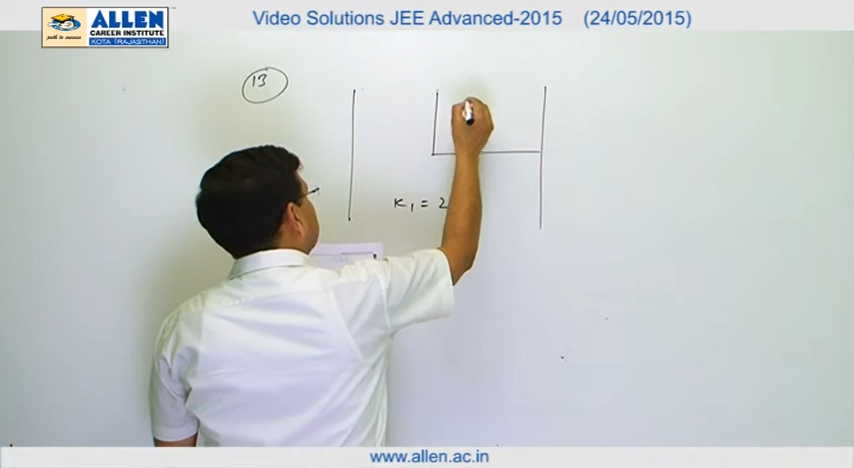 ALLEN
CAREER INSTITUTE
KOTA (RAJASTHAN)
path to success
Video Solutions JEE Advanced-2015 (24/05/2015)
13
K₁ = 2
www.allen.ac.in